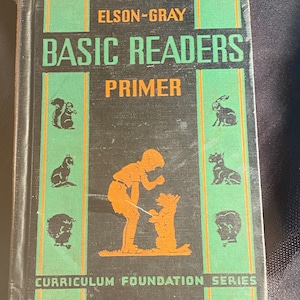 ELSON-GRAY
BASIC READERS
PRIMER
CURRICULUM FOUNDATION SERIES